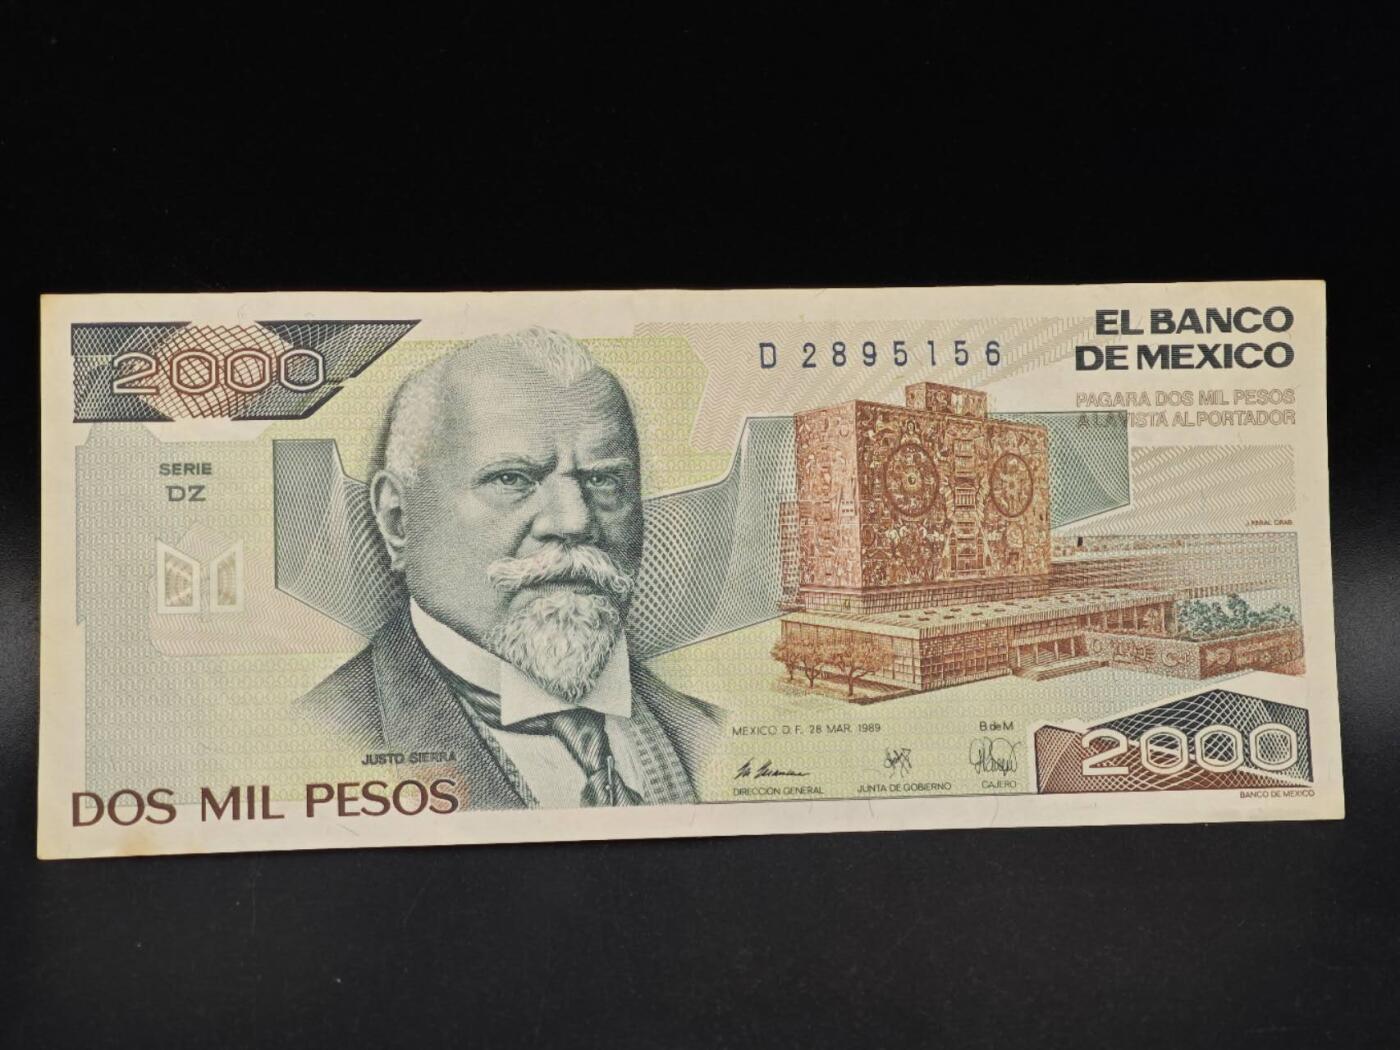 2000
D 2895156
EL BANCO
DE MEXICO
PAGARA DOS MIL PESOS
A LA VISTA AL PORTADOR
SERIE
DZ
MEXICO D. F. 28 MAR. 1989
B de M
JUSTO SIERRA
DOS MIL PESOS
DIRECCION GENERAL
JUNTA DE GOBIERNO
CAJERO
2000
BANCO DE MEXICO